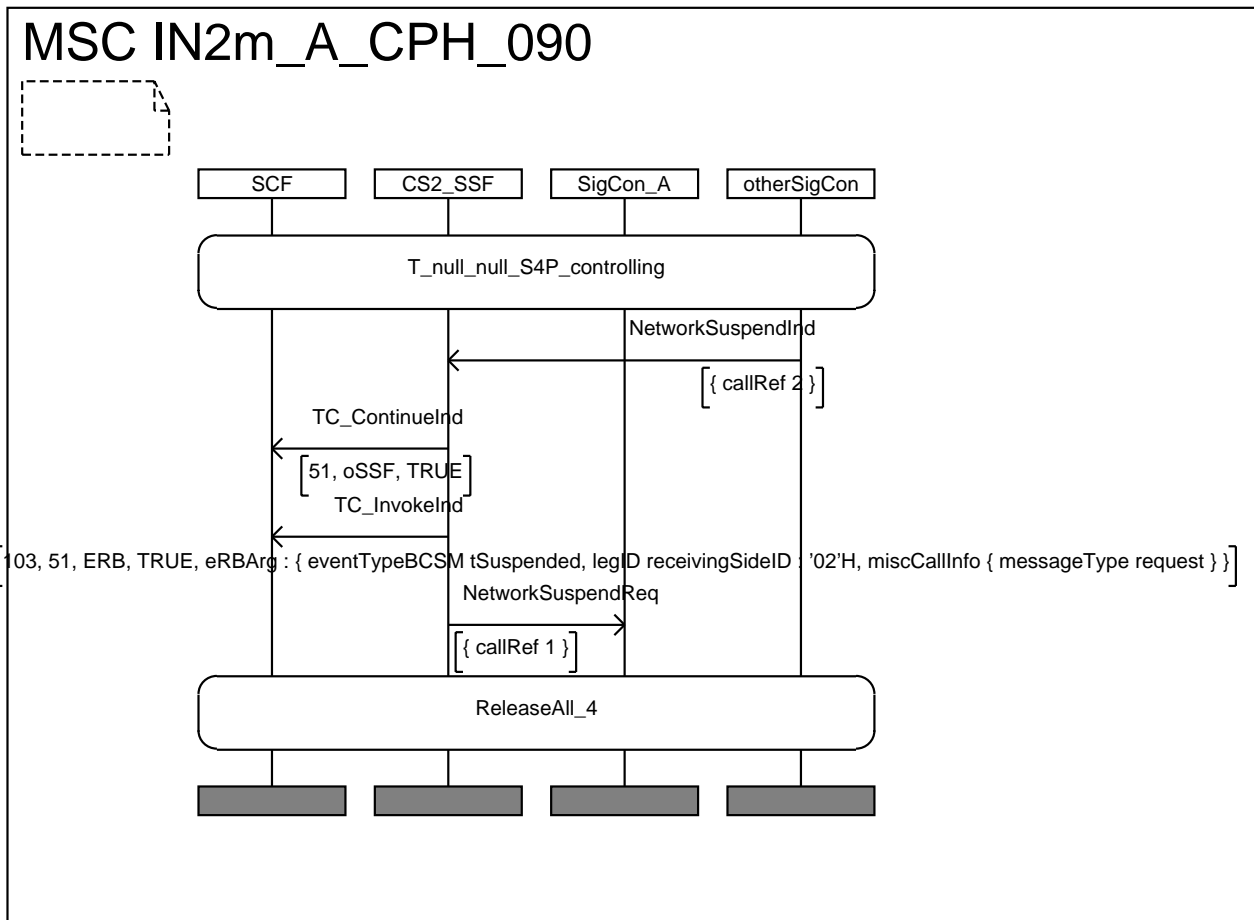 MSC IN2m_A_CPH_090
SCF
CS2_SSF
SigCon_A
otherSigCon
T_null_null_S4P_controlling
NetworkSuspendInd
{ callRef 2 }
TC_ContinueInd
51, oSSF, TRUE
TC_InvokeInd
103, 51, ERB, TRUE, eRBArg : { eventTypeBCSM tSuspended, legID receivingSideID : '02'H, miscCallInfo { messageType request } }
NetworkSuspendReq
{ callRef 1 }
ReleaseAll_4